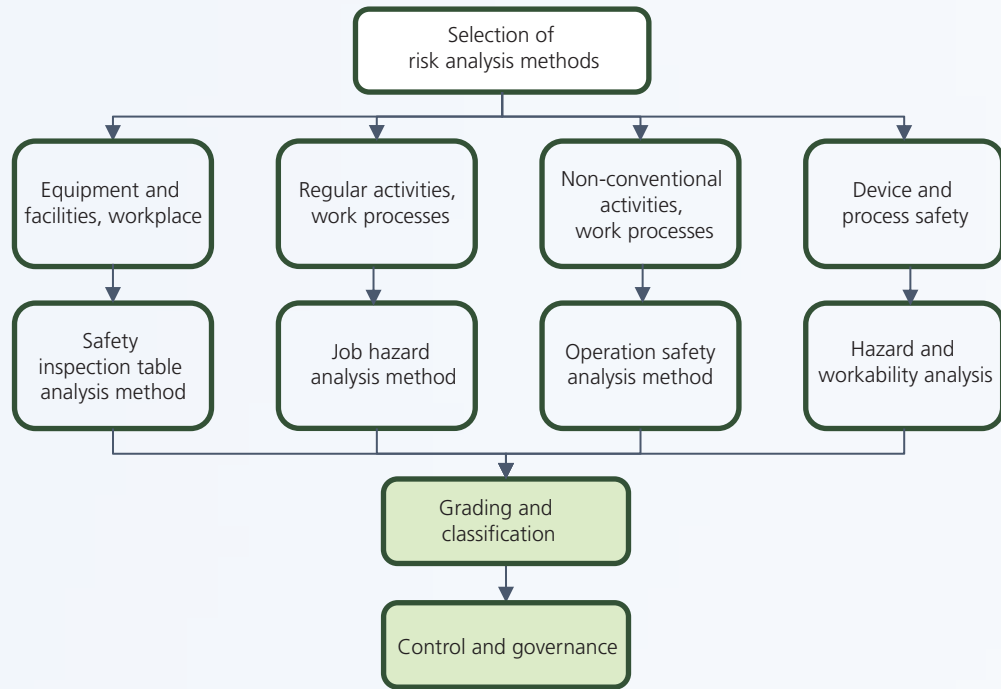 Selection of
risk analysis methods
Equipment and
facilities, workplace
Regular activities,
work processes
Non-conventional
activities,
work processes
Device and
process safety
Safety
inspection table
analysis method
Job hazard
analysis method
Operation safety
analysis method
Hazard and
workability analysis
Grading and
classification
Control and governance